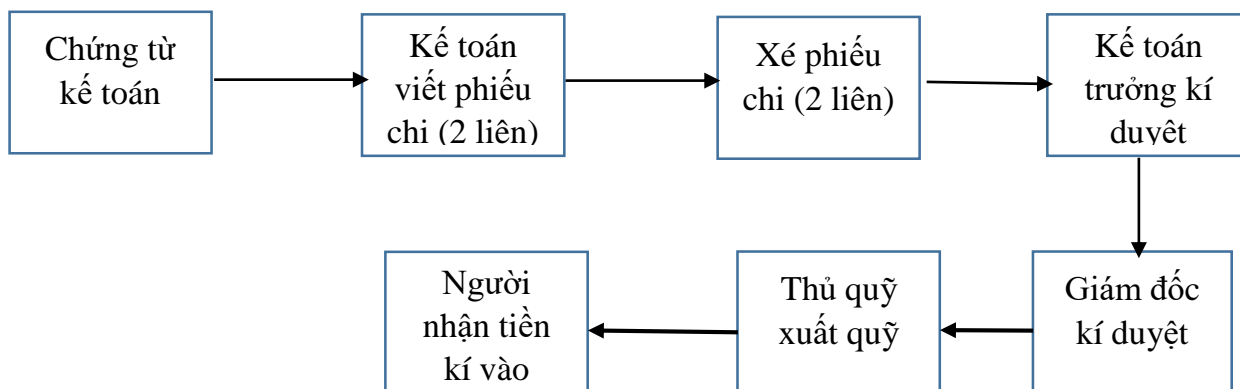 Chứng từ
kế toán
Kế toán
viết phiếu
chi (2 liên)
Xé phiếu
chi (2 liên)
Kế toán
trưởng kí
duyệt
Giám đốc
kí duyệt
Thủ quỹ
xuất quỹ
Người
nhận tiền
kí vào